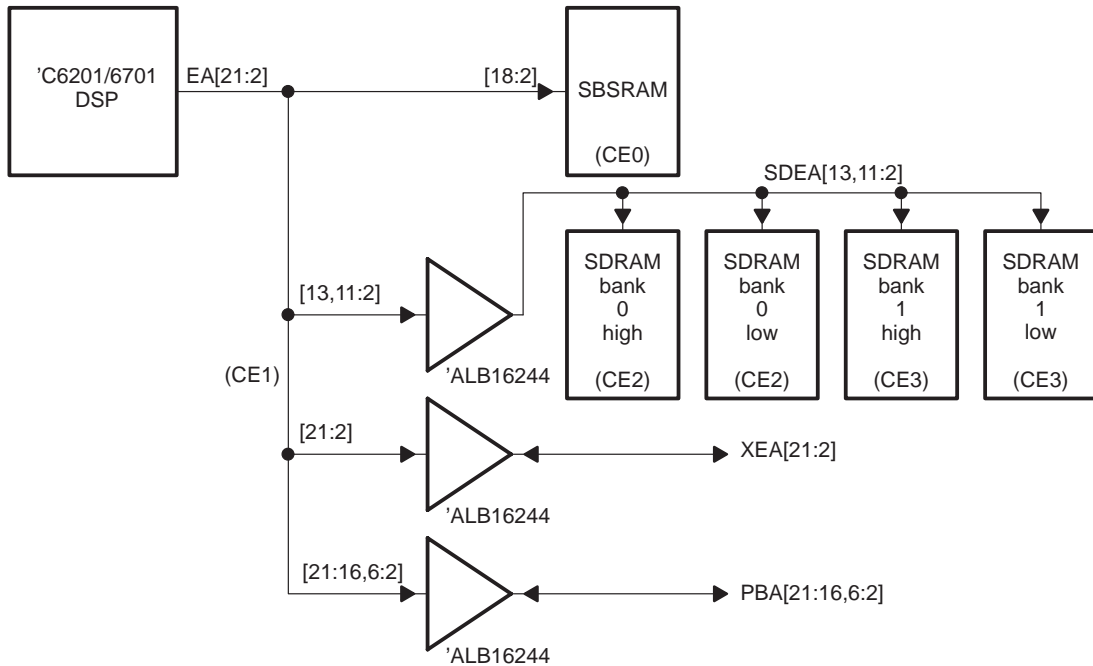 'C6201/6701
DSP
EA[21:2]
[18:2]
SBSRAM
(CE0)
SDEA[13,11:2]
SDRAM
bank
0
high
(CE2)
SDRAM
bank
0
low
(CE2)
SDRAM
bank
1
high
(CE3)
SDRAM
bank
1
low
(CE3)
[13,11:2]
'ALB16244
(CE1)
[21:2]
XEA[21:2]
'ALB16244
[21:16,6:2]
PBA[21:16,6:2]
'ALB16244